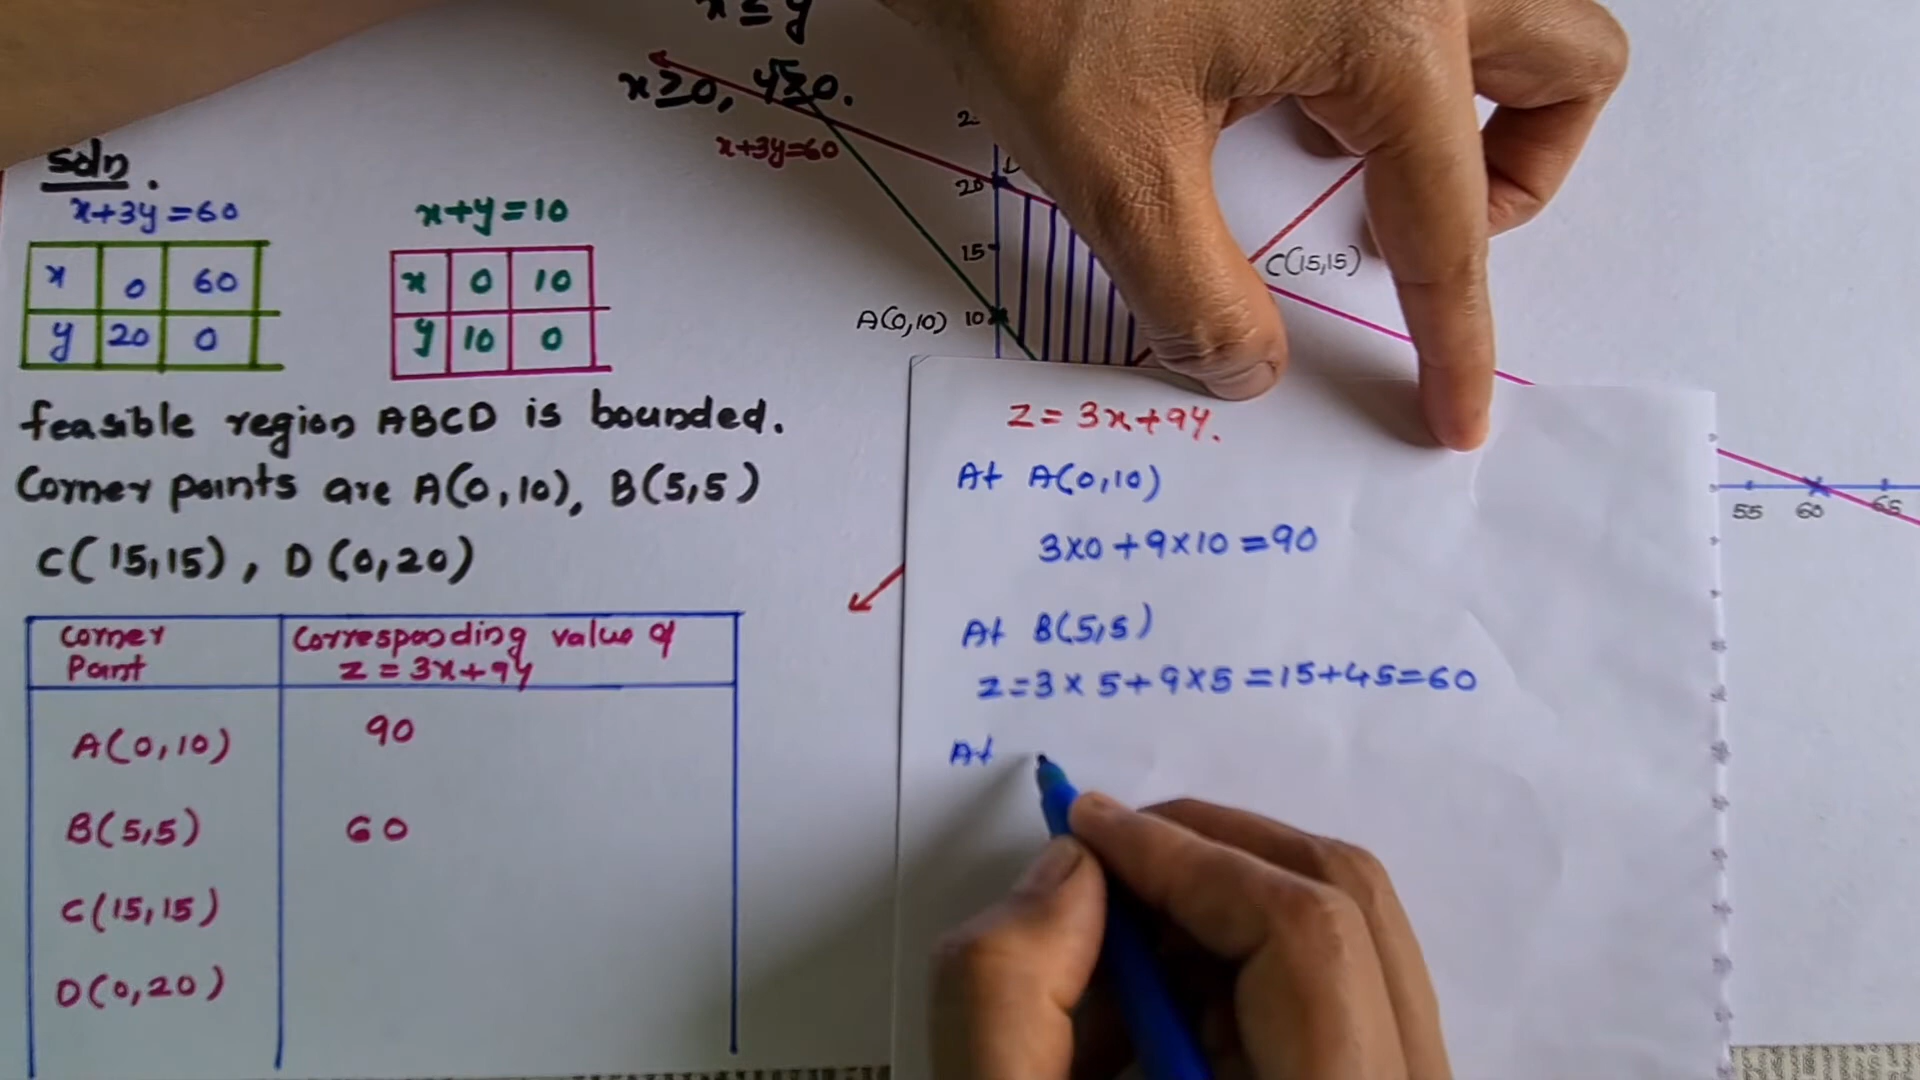 x ≤ y
x ≥ 0, y ≥ 0.
Soln.
x+3y=60
x 0 60
y 20 0
x+y=10
x 0 10
y 10 0
feasible region ABCD is bounded.
Corner points are A(0,10), B(5,5)
C(15,15), D(0,20)
Corner Point
Corresponding value of
Z = 3x+9y
A(0,10) 90
B(5,5) 60
C(15,15)
D(0,20)
x+3y=60
20
15
A(0,10) 10
C(15,15)
55 60 65
Z = 3x+9y.
At A(0,10)
3×0+9×10=90
At B(5,5)
z=3×5+9×5=15+45=60
At